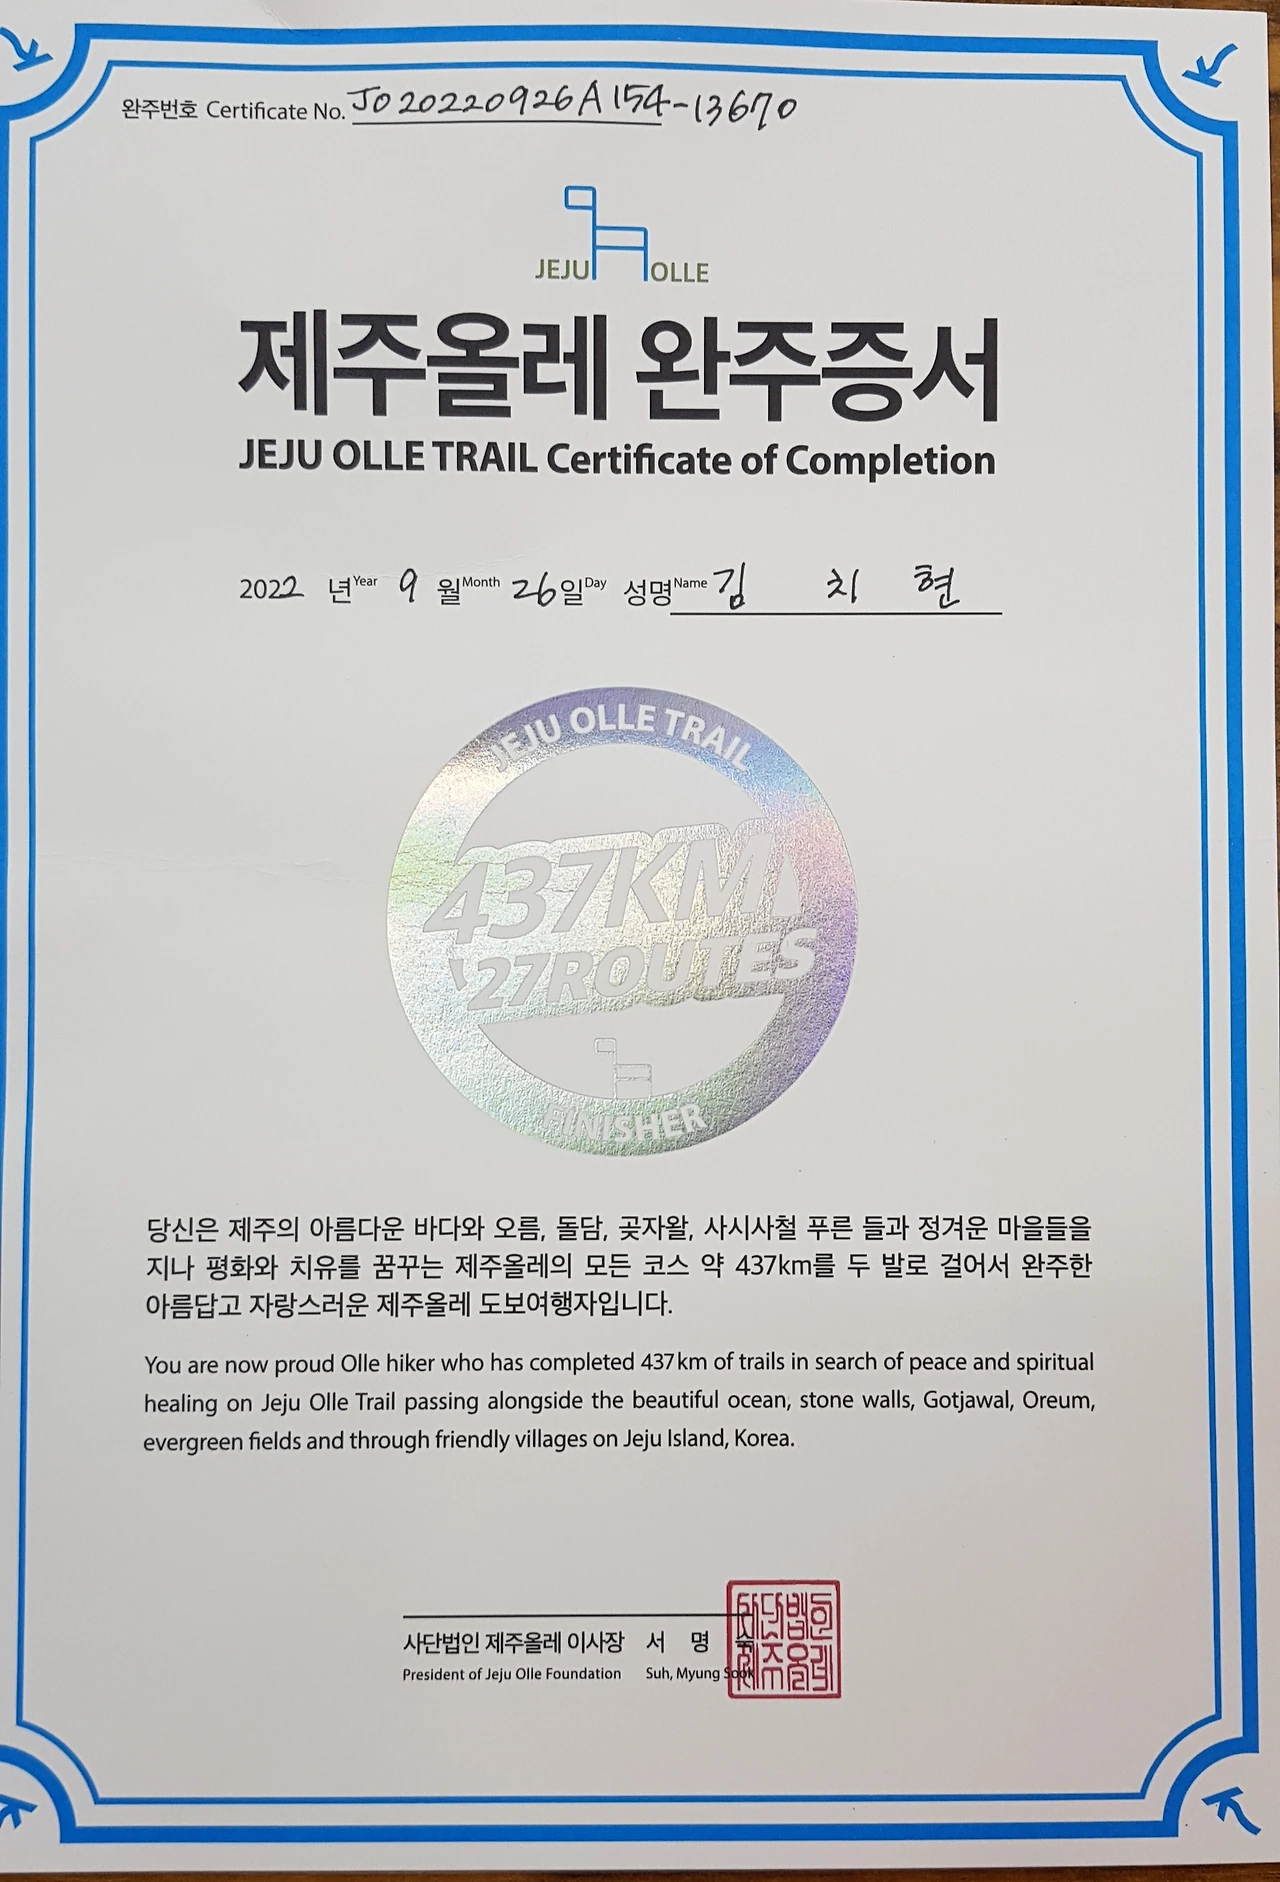 완주번호 Certificate No. JO20220926A154-13670
JEJU OLLE
제주올레 완주증서
JEJU OLLE TRAIL Certificate of Completion
2022 년Year 9 월Month 26일Day 성명Name 김 치 현
JEJU OLLE TRAIL
437KM
27ROUTES
FINISHER
당신은 제주의 아름다운 바다와 오름, 돌담, 곶자왈, 사시사철 푸른 들과 정겨운 마을들을
지나 평화와 치유를 꿈꾸는 제주올레의 모든 코스 약 437km를 두 발로 걸어서 완주한
아름답고 자랑스러운 제주올레 도보여행자입니다.
You are now proud Olle hiker who has completed 437km of trails in search of peace and spiritual
healing on Jeju Olle Trail passing alongside the beautiful ocean, stone walls, Gotjawal, Oreum,
evergreen fields and through friendly villages on Jeju Island, Korea.
사단법인 제주올레 이사장 서 명 숙
President of Jeju Olle Foundation Suh, Myung Sook